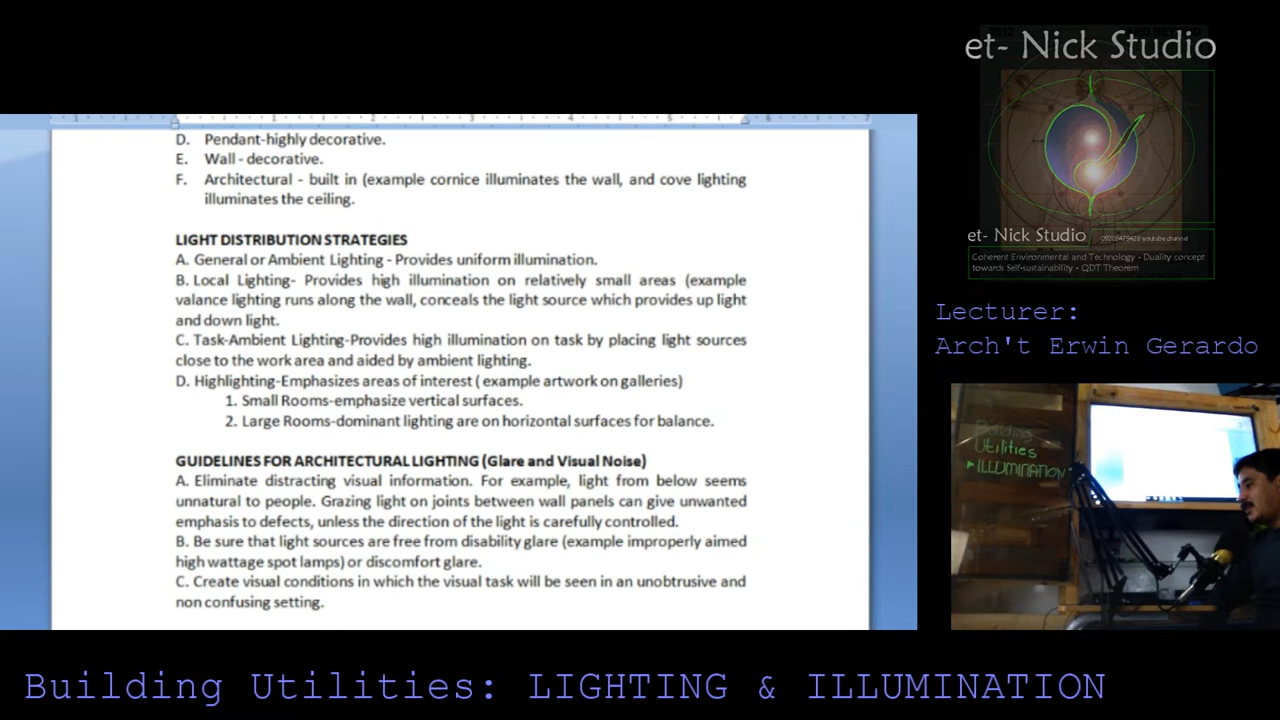 et- Nick Studio
D. Pendant-highly decorative.
E. Wall - decorative.
F. Architectural - built in (example cornice illuminates the wall, and cove lighting
illuminates the ceiling.
LIGHT DISTRIBUTION STRATEGIES
A. General or Ambient Lighting - Provides uniform illumination.
B. Local Lighting- Provides high illumination on relatively small areas (example
valance lighting runs along the wall, conceals the light source which provides up light
and down light.
C. Task-Ambient Lighting-Provides high illumination on task by placing light sources
close to the work area and aided by ambient lighting.
D. Highlighting-Emphasizes areas of interest ( example artwork on galleries)
1. Small Rooms-emphasize vertical surfaces.
2. Large Rooms-dominant lighting are on horizontal surfaces for balance.
GUIDELINES FOR ARCHITECTURAL LIGHTING (Glare and Visual Noise)
A. Eliminate distracting visual information. For example, light from below seems
unnatural to people. Grazing light on joints between wall panels can give unwanted
emphasis to defects, unless the direction of the light is carefully controlled.
B. Be sure that light sources are free from disability glare (example improperly aimed
high wattage spot lamps) or discomfort glare.
C. Create visual conditions in which the visual task will be seen in an unobtrusive and
non confusing setting.
et- Nick Studio
youtube channel
Coherent Environmental and Technology - Duality concept
towards Self-sustainability - QDT Theorem
Lecturer:
Arch't Erwin Gerardo
Building
Utilities
ILLUMINATION
Building Utilities: LIGHTING & ILLUMINATION